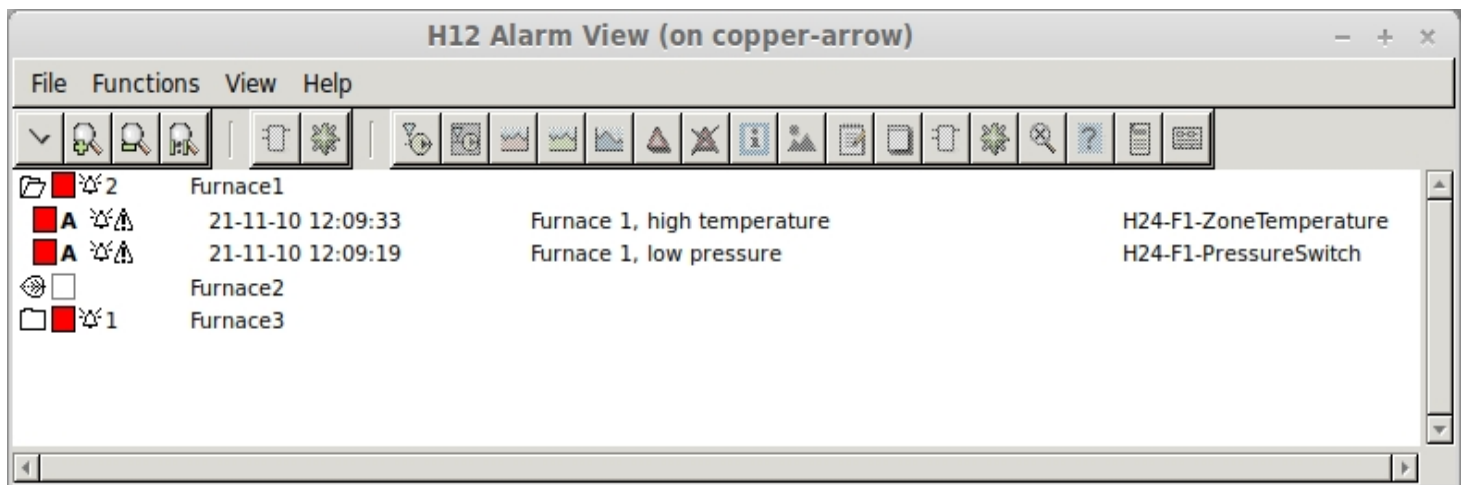 H12 Alarm View (on copper-arrow)
File Functions View Help
2 Furnace1
A 21-11-10 12:09:33 Furnace 1, high temperature H24-F1-ZoneTemperature
A 21-11-10 12:09:19 Furnace 1, low pressure H24-F1-PressureSwitch
Furnace2
1 Furnace3